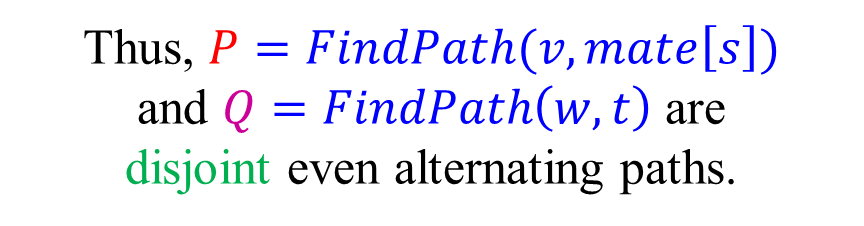 Thus, P = FindPath(v, mate[s])
and Q = FindPath(w, t) are
disjoint even alternating paths.